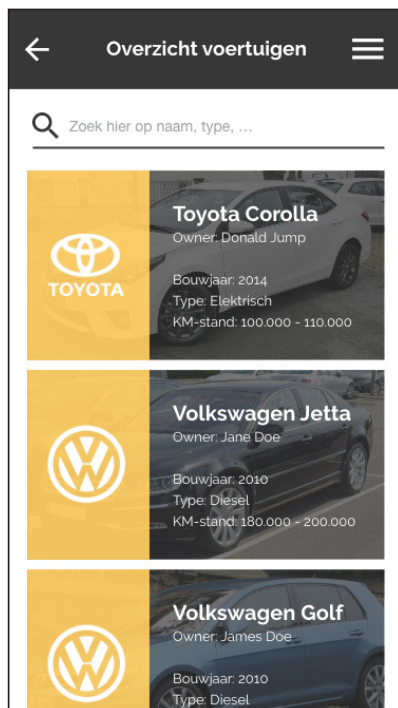 Overzicht voertuigen
Zoek hier op naam, type, ...
TOYOTA
Toyota Corolla
Owner: Donald Jump
Bouwjaar: 2014
Type: Elektrisch
KM-stand: 100.000 - 110.000
Volkswagen Jetta
Owner: Jane Doe
Bouwjaar: 2010
Type: Diesel
KM-stand: 180.000 - 200.000
Volkswagen Golf
Owner: James Doe
Bouwjaar: 2010
Type: Diesel